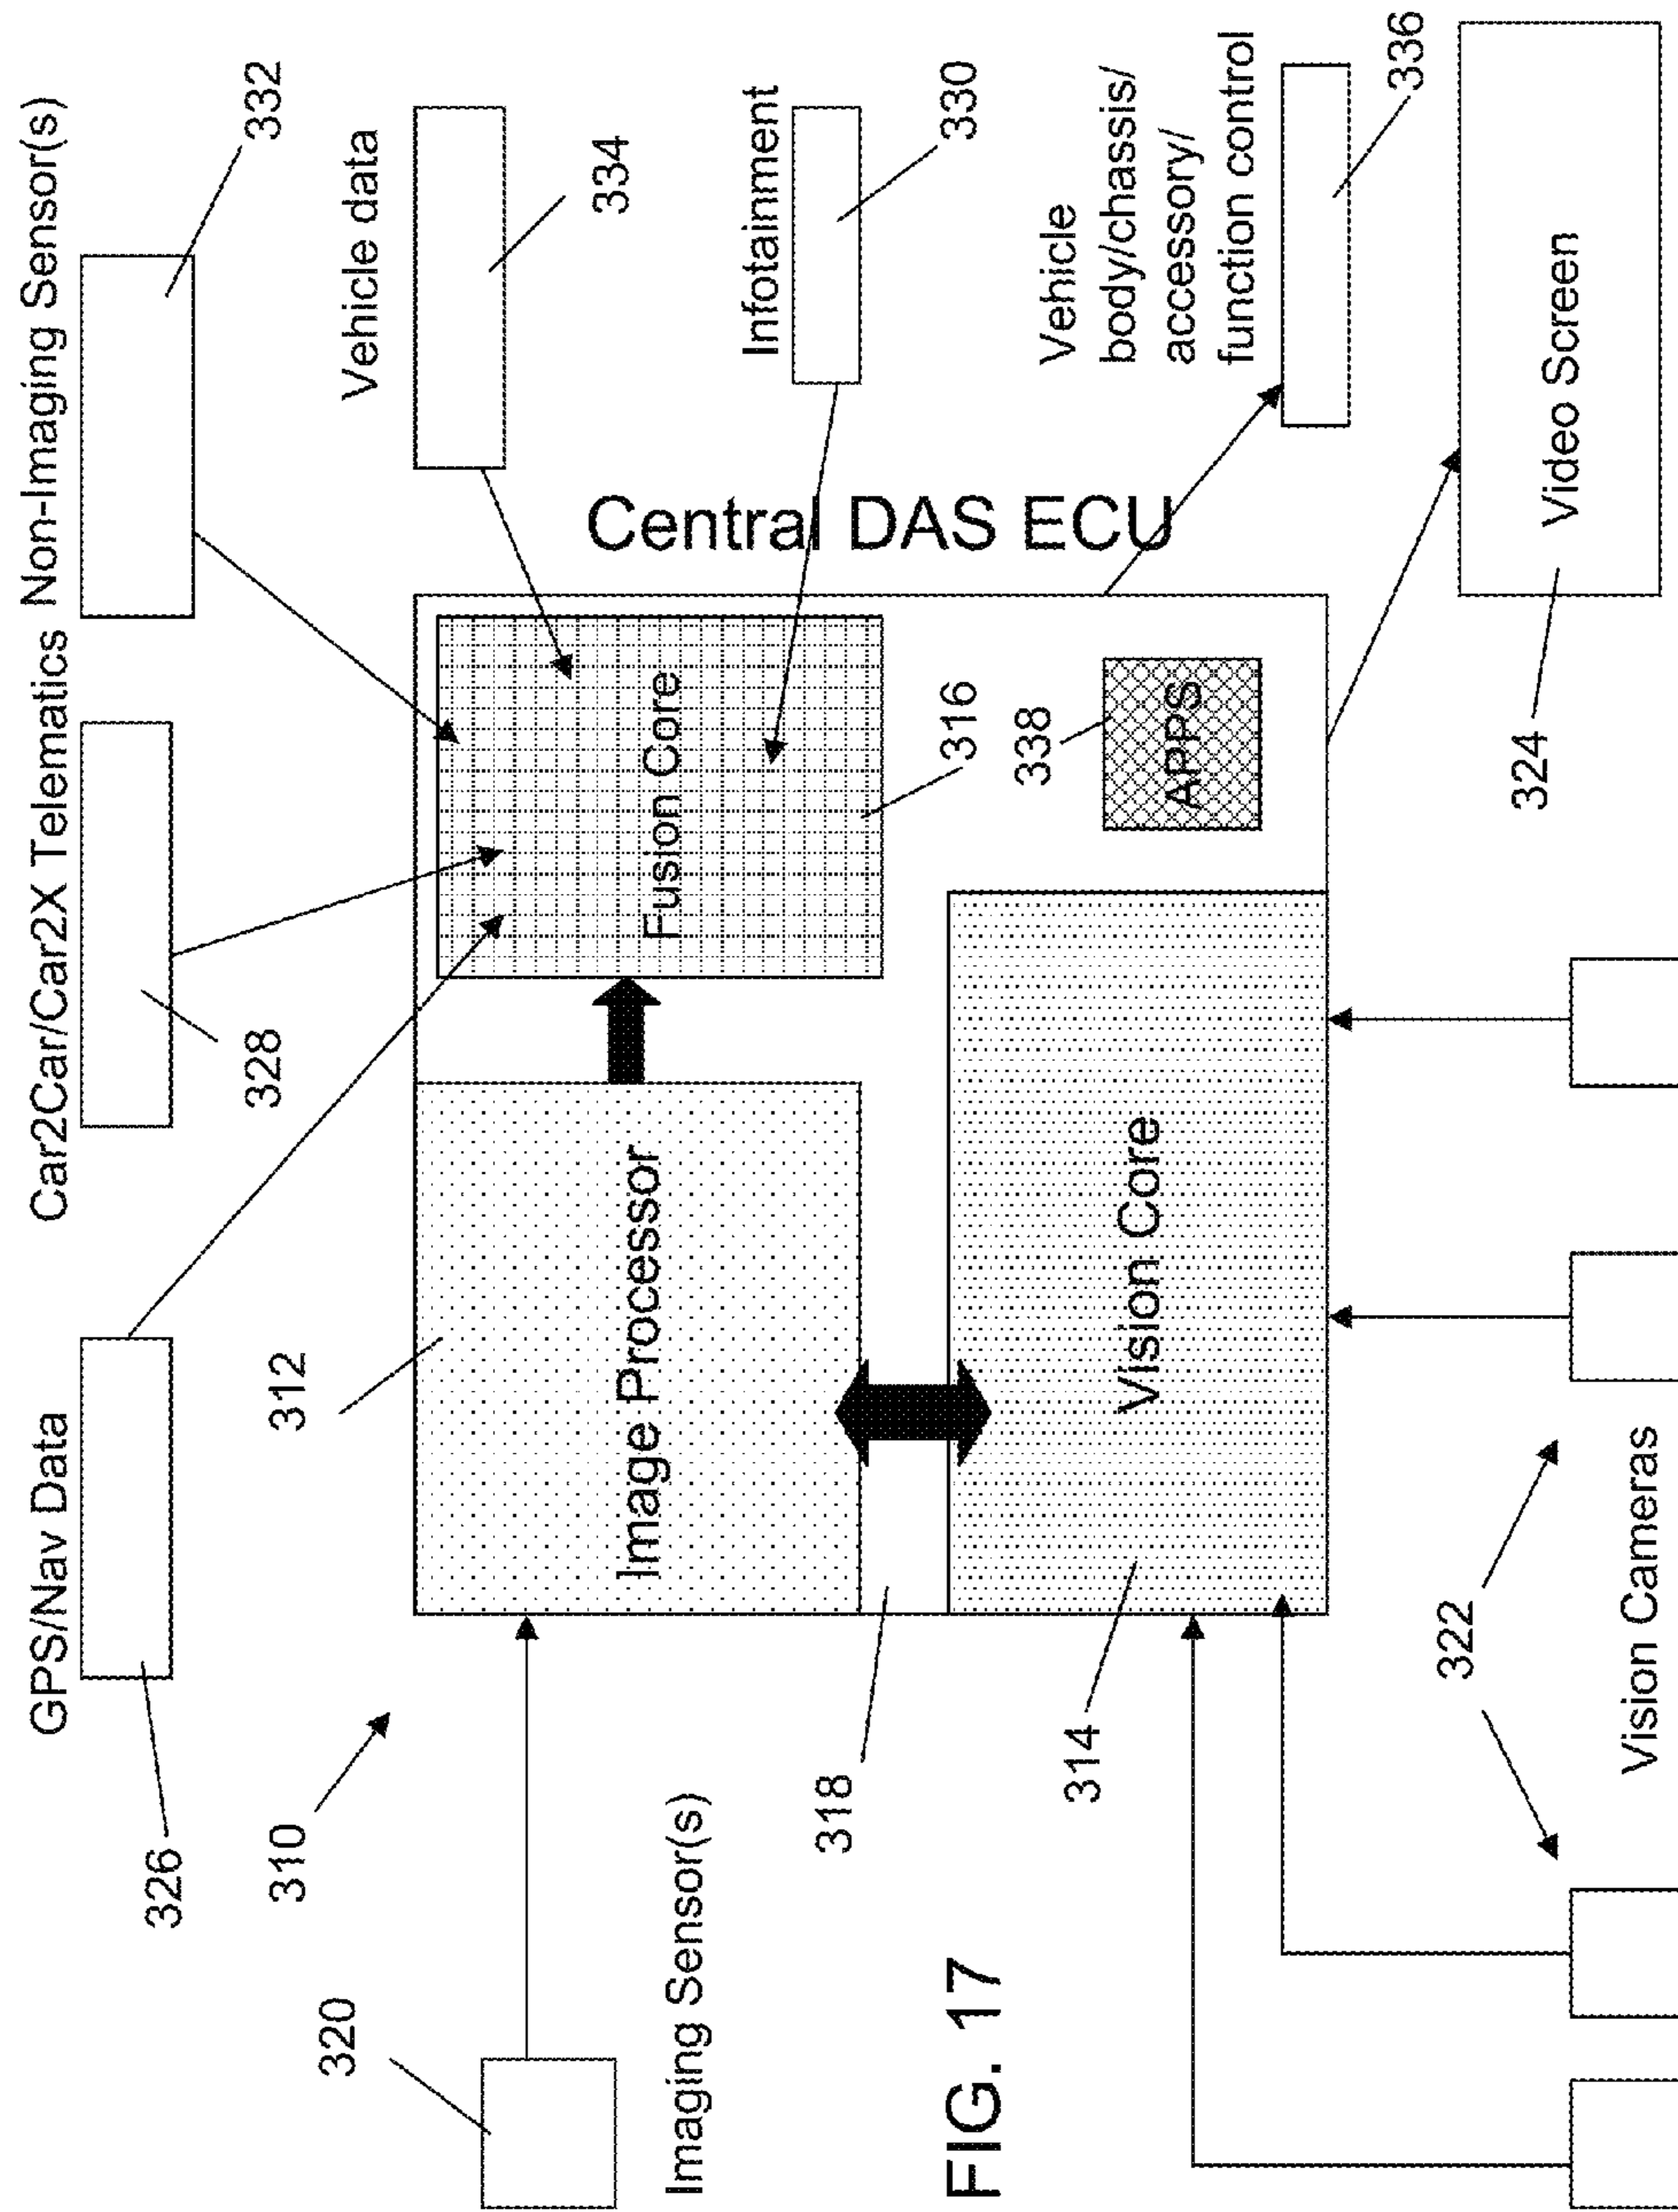 GPS/Nav Data
Car2Car/Car2X Telematics
Non-Imaging Sensor(s)
326
328
332
310
312
Vehicle data
334
320
Imaging Sensor(s)
Image Processor
Fusion Core
Central DAS ECU
Infotainment
330
318
316
338
APPS
314
Vision Core
Vehicle
body/chassis/
accessory/
function control
336
FIG. 17
322
Vision Cameras
324
Video Screen